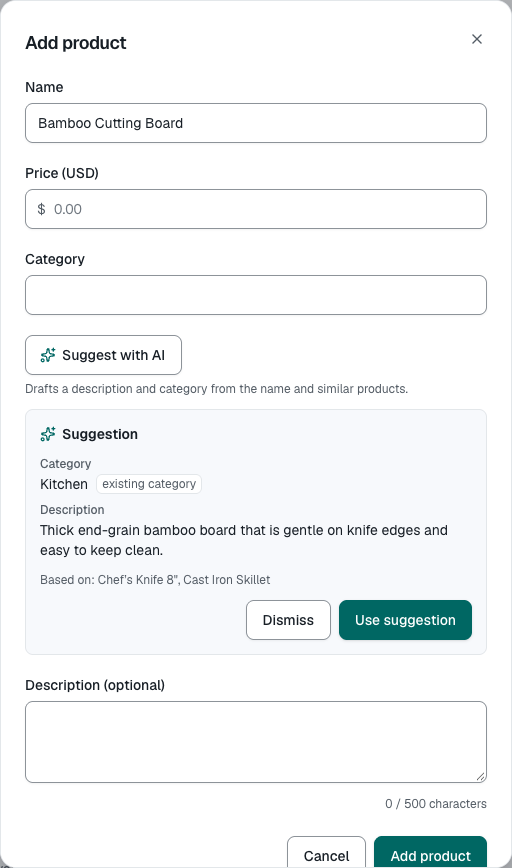 Add product
Name
Bamboo Cutting Board
Price (USD)
$ 0.00
Category
Suggest with AI
Drafts a description and category from the name and similar products.
Suggestion
Category
Kitchen existing category
Description
Thick end-grain bamboo board that is gentle on knife edges and
easy to keep clean.
Based on: Chef's Knife 8", Cast Iron Skillet
Dismiss Use suggestion
Description (optional)
0 / 500 characters
Cancel Add product